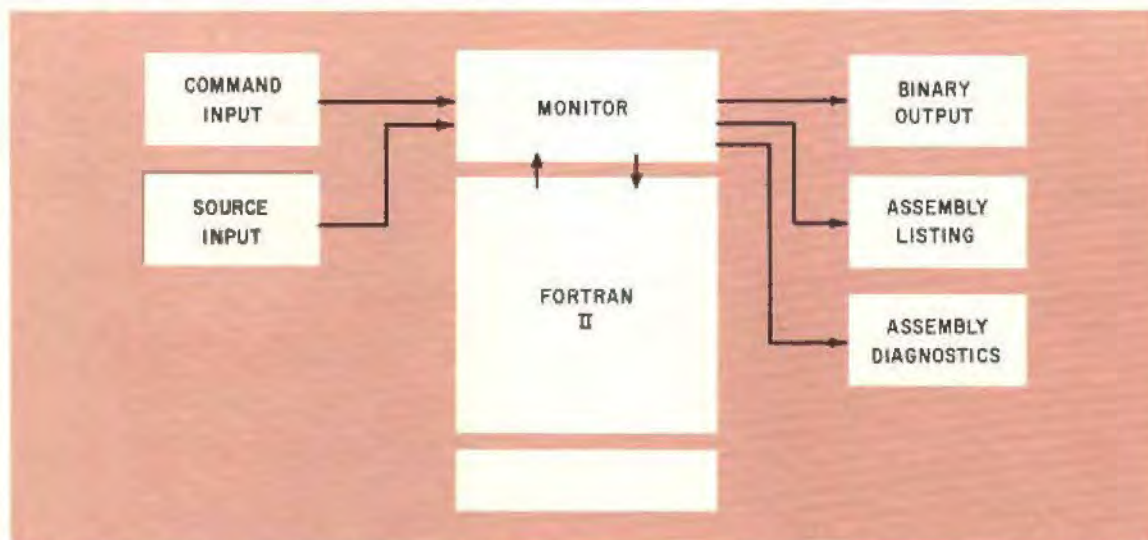 COMMAND
INPUT
SOURCE
INPUT
MONITOR
FORTRAN
II
BINARY
OUTPUT
ASSEMBLY
LISTING
ASSEMBLY
DIAGNOSTICS